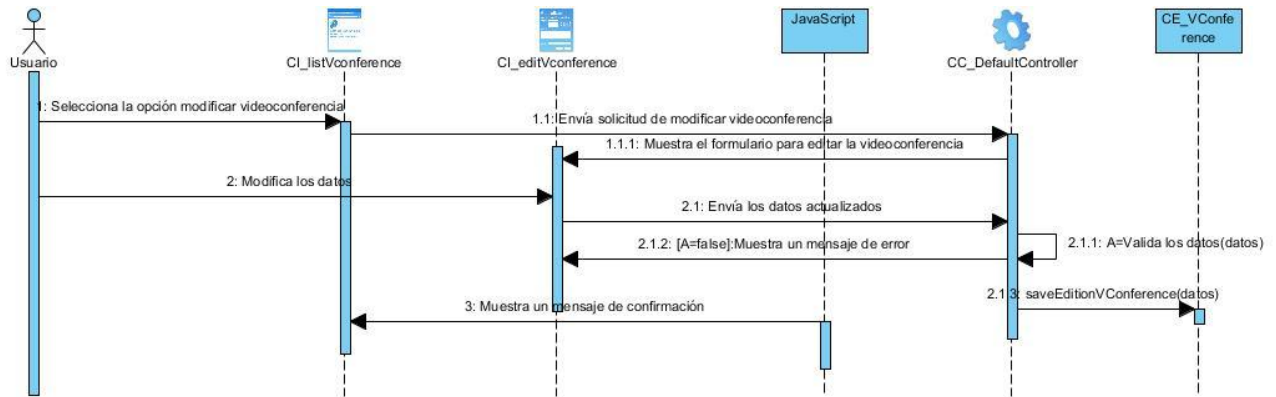 JavaScript
CE_VConfe
rence
Usuario
CI_listVconference
CI_editVconference
CC_DefaultController
1: Selecciona la opción modificar videoconferencia
1.1: Envía solicitud de modificar videoconferencia
1.1.1: Muestra el formulario para editar la videoconferencia
2: Modifica los datos
2.1: Envía los datos actualizados
2.1.1: A=Valida los datos(datos)
2.1.2: [A=false]:Muestra un mensaje de error
2.1.3: saveEditionVConference(datos)
3: Muestra un mensaje de confirmación